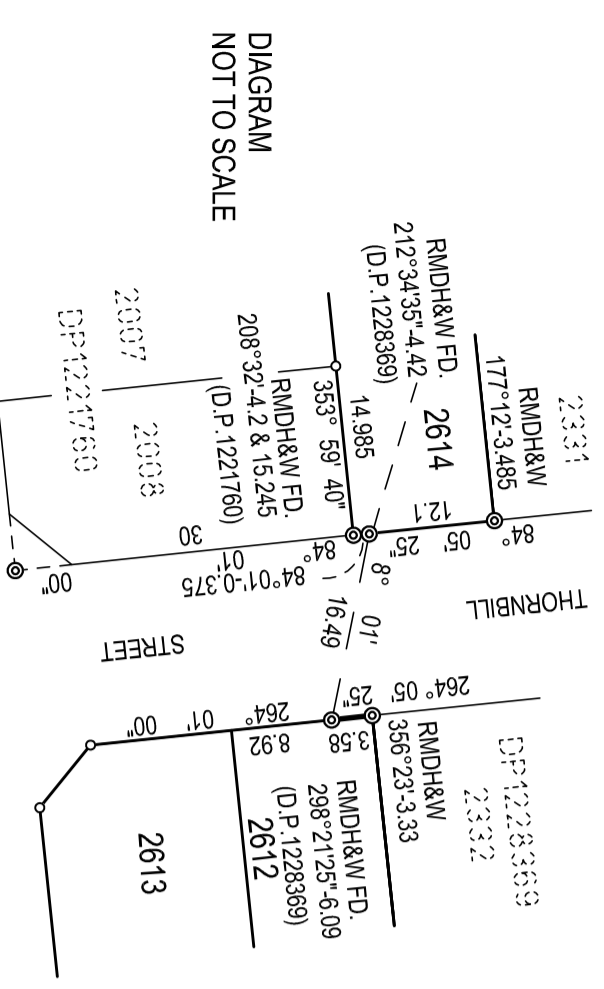 DIAGRAM
NOT TO SCALE
2331
RMDH&W
177°12'-3.485
RMDH&W FD.
212°34'35"-4.42
(D.P.1228369)
2614
12.1
84° 05' 25"
THORNBILL
14.985
353° 59' 40"
RMDH&W FD.
208°32'-4.2 & 15.245
(D.P.1221760)
2007
2008
DP1221760
30
84° 01' 00"
84°01'-0.375
8° 01'
16.49
STREET
264° 05' 25"
264° 01' 00"
3.58
8.92
RMDH&W
356°23'-3.33
DP1228369
2332
RMDH&W FD.
298°21'25"-6.09
(D.P.1228369)
2612
2613